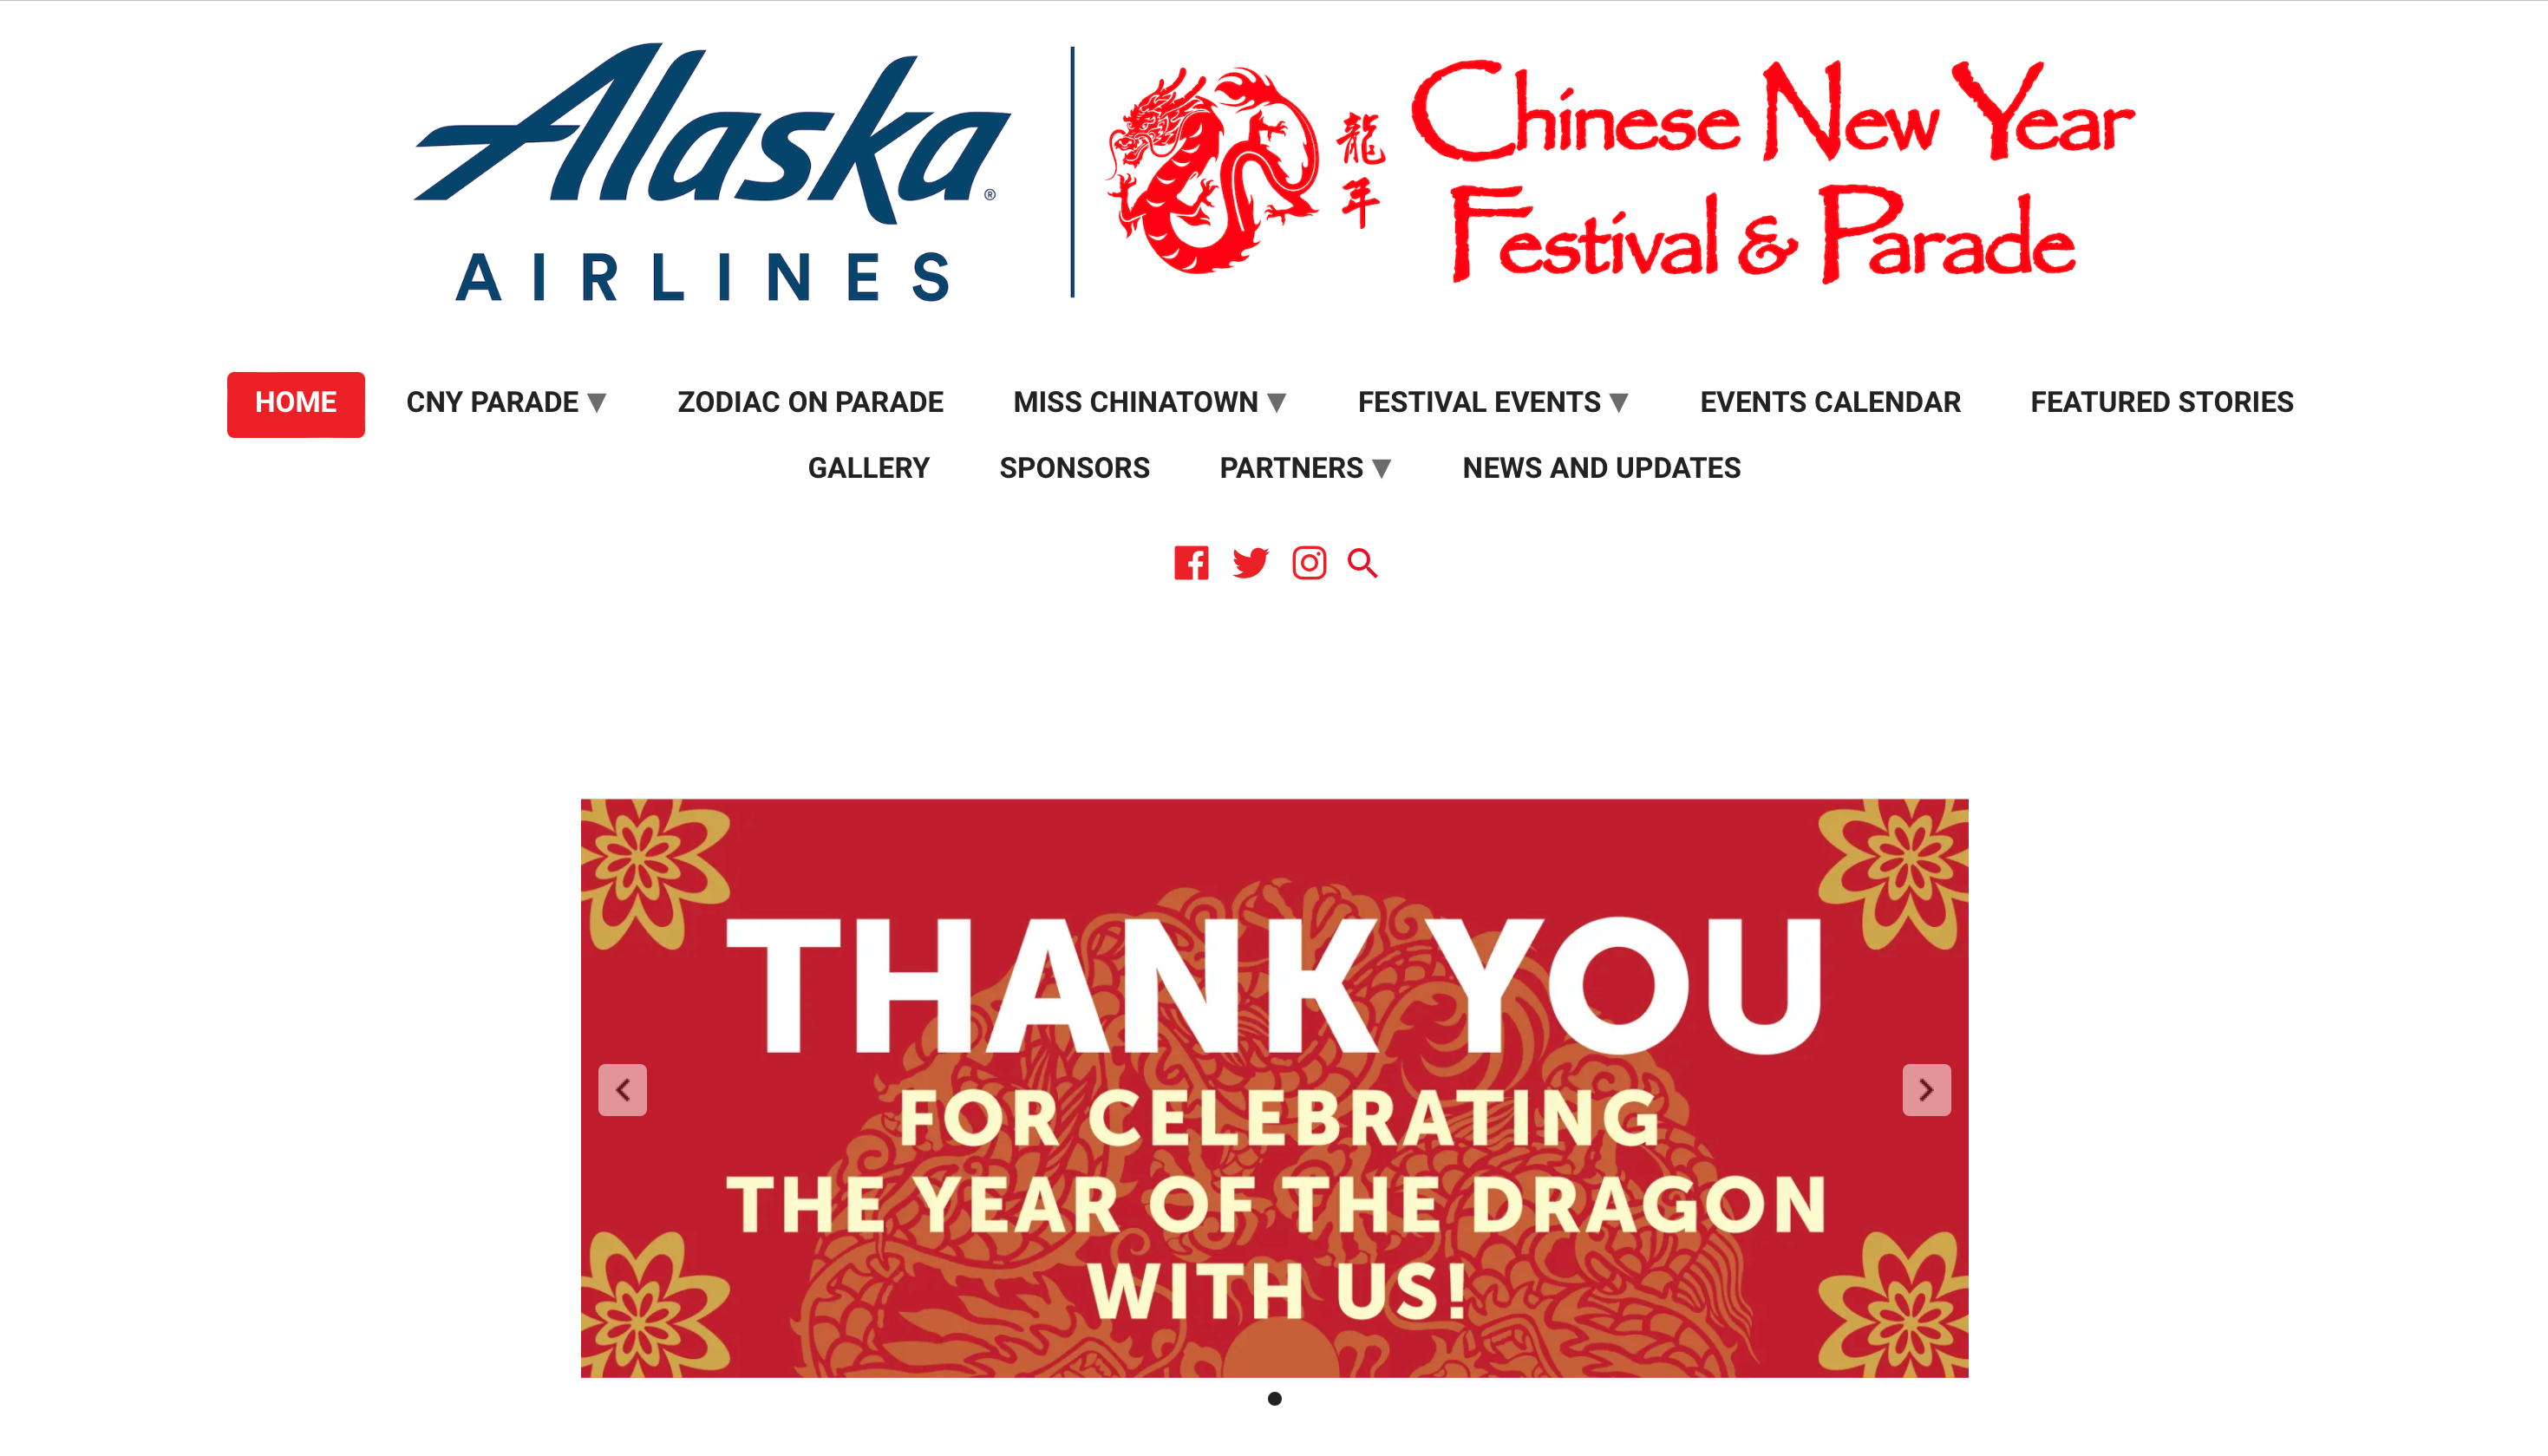 Alaska®
AIRLINES
龍年
Chinese New Year
Festival & Parade
HOME CNY PARADE ▼ ZODIAC ON PARADE MISS CHINATOWN ▼ FESTIVAL EVENTS ▼ EVENTS CALENDAR FEATURED STORIES
GALLERY SPONSORS PARTNERS ▼ NEWS AND UPDATES
THANK YOU
FOR CELEBRATING
THE YEAR OF THE DRAGON
WITH US!